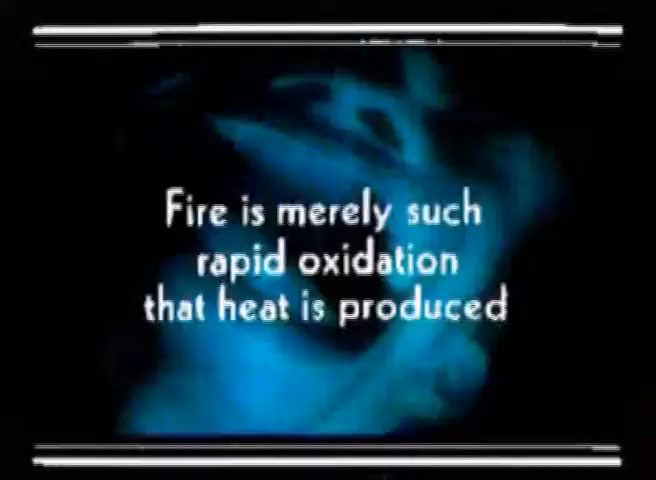 Fire is merely such
rapid oxidation
that heat is produced